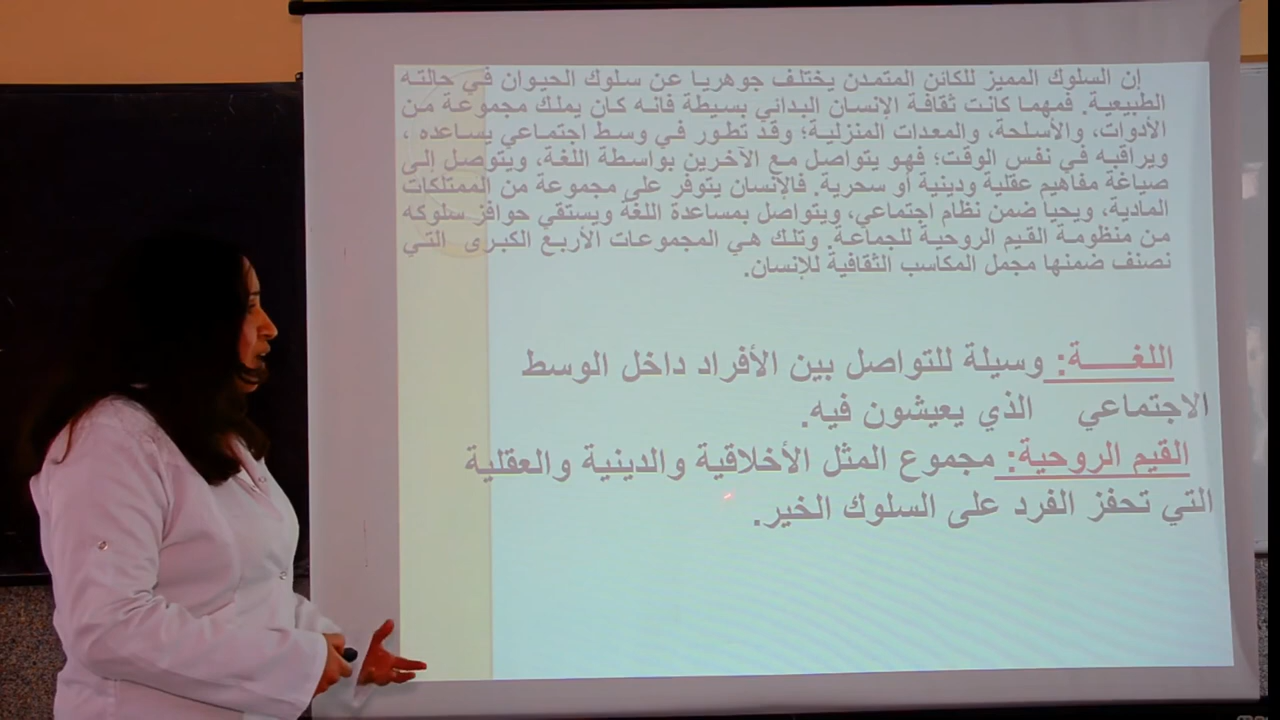 إن السلوك المميز للكائن المتمدن يختلف جوهريا عن سلوك الحيوان في حالته
الطبيعية. فمهما كانت ثقافة الإنسان البدائي بسيطة فانه كان يملك مجموعة من
الأدوات، والأسلحة، والمعدات المنزلية؛ وقد تطور في وسط اجتماعي يساعده ،
ويراقبه في نفس الوقت؛ فهو يتواصل مع الآخرين بواسطة اللغة، ويتوصل إلى
صياغة مفاهيم عقلية ودينية أو سحرية. فالإنسان يتوفر على مجموعة من الممتلكات
المادية، ويحيا ضمن نظام اجتماعي، ويتواصل بمساعدة اللغة ويستقي حوافز سلوكه
من منظومة القيم الروحية للجماعة. وتلك هي المجموعات الأربع الكبرى التي
نصنف ضمنها مجمل المكاسب الثقافية للإنسان.
اللغـــة: وسيلة للتواصل بين الأفراد داخل الوسط
الاجتماعي الذي يعيشون فيه.
القيم الروحية: مجموع المثل الأخلاقية والدينية والعقلية
التي تحفز الفرد على السلوك الخير.